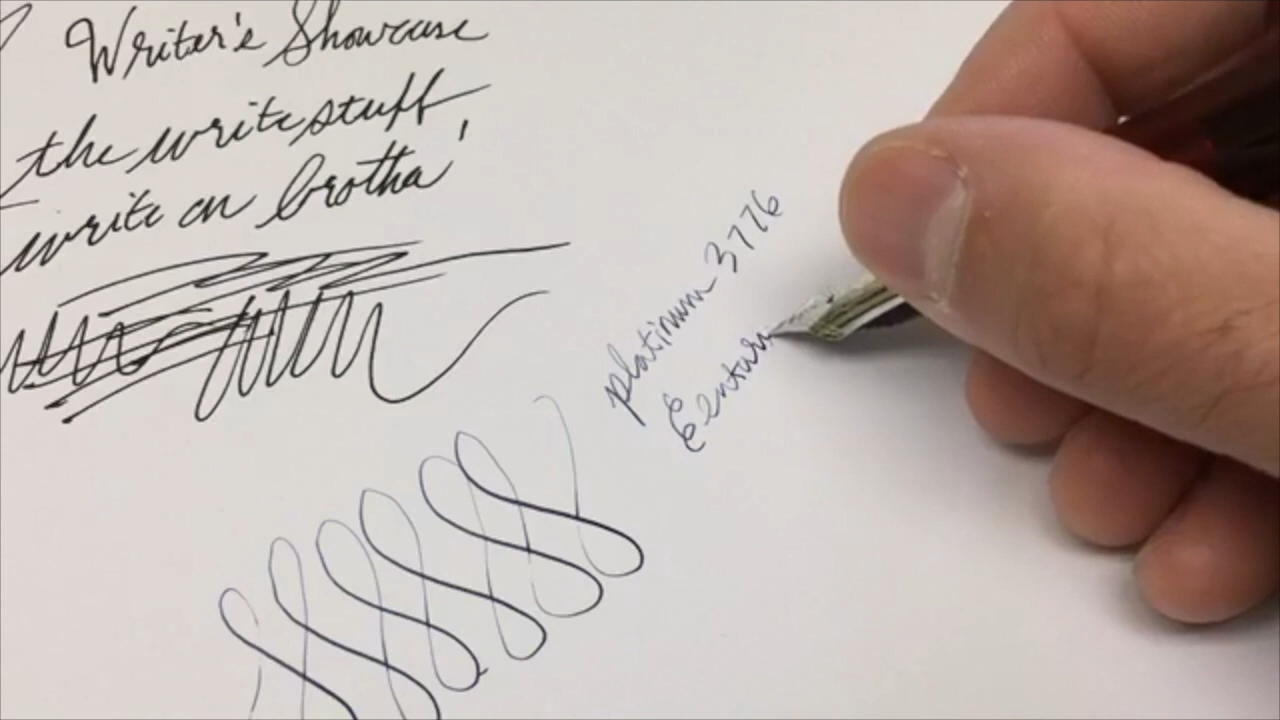 Writer's Showcase
the write stuff
write on brotha'
platinum 3776
Centur